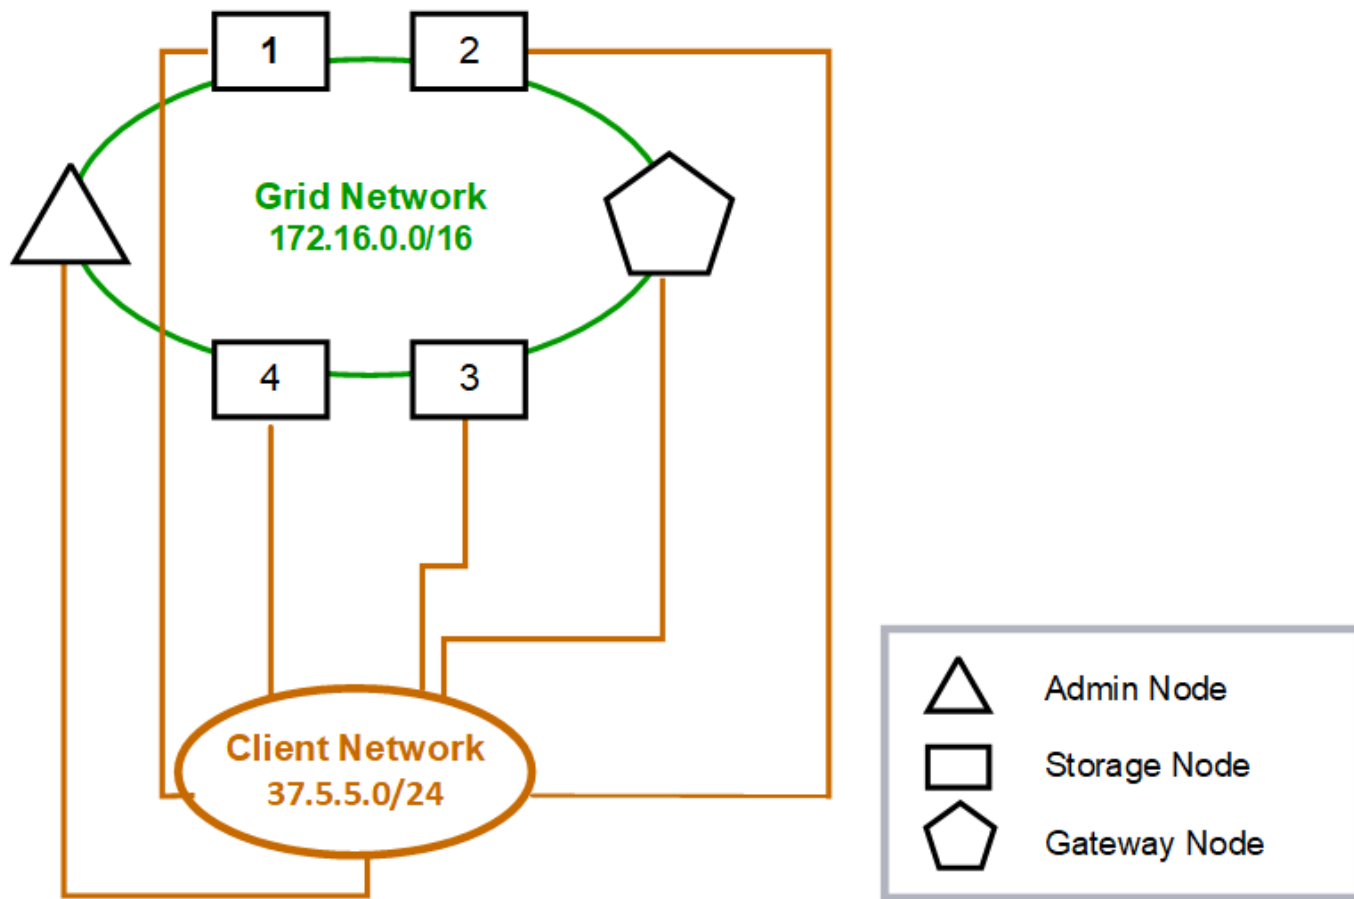 1
2
Grid Network
172.16.0.0/16
4
3
Client Network
37.5.5.0/24
Admin Node
Storage Node
Gateway Node